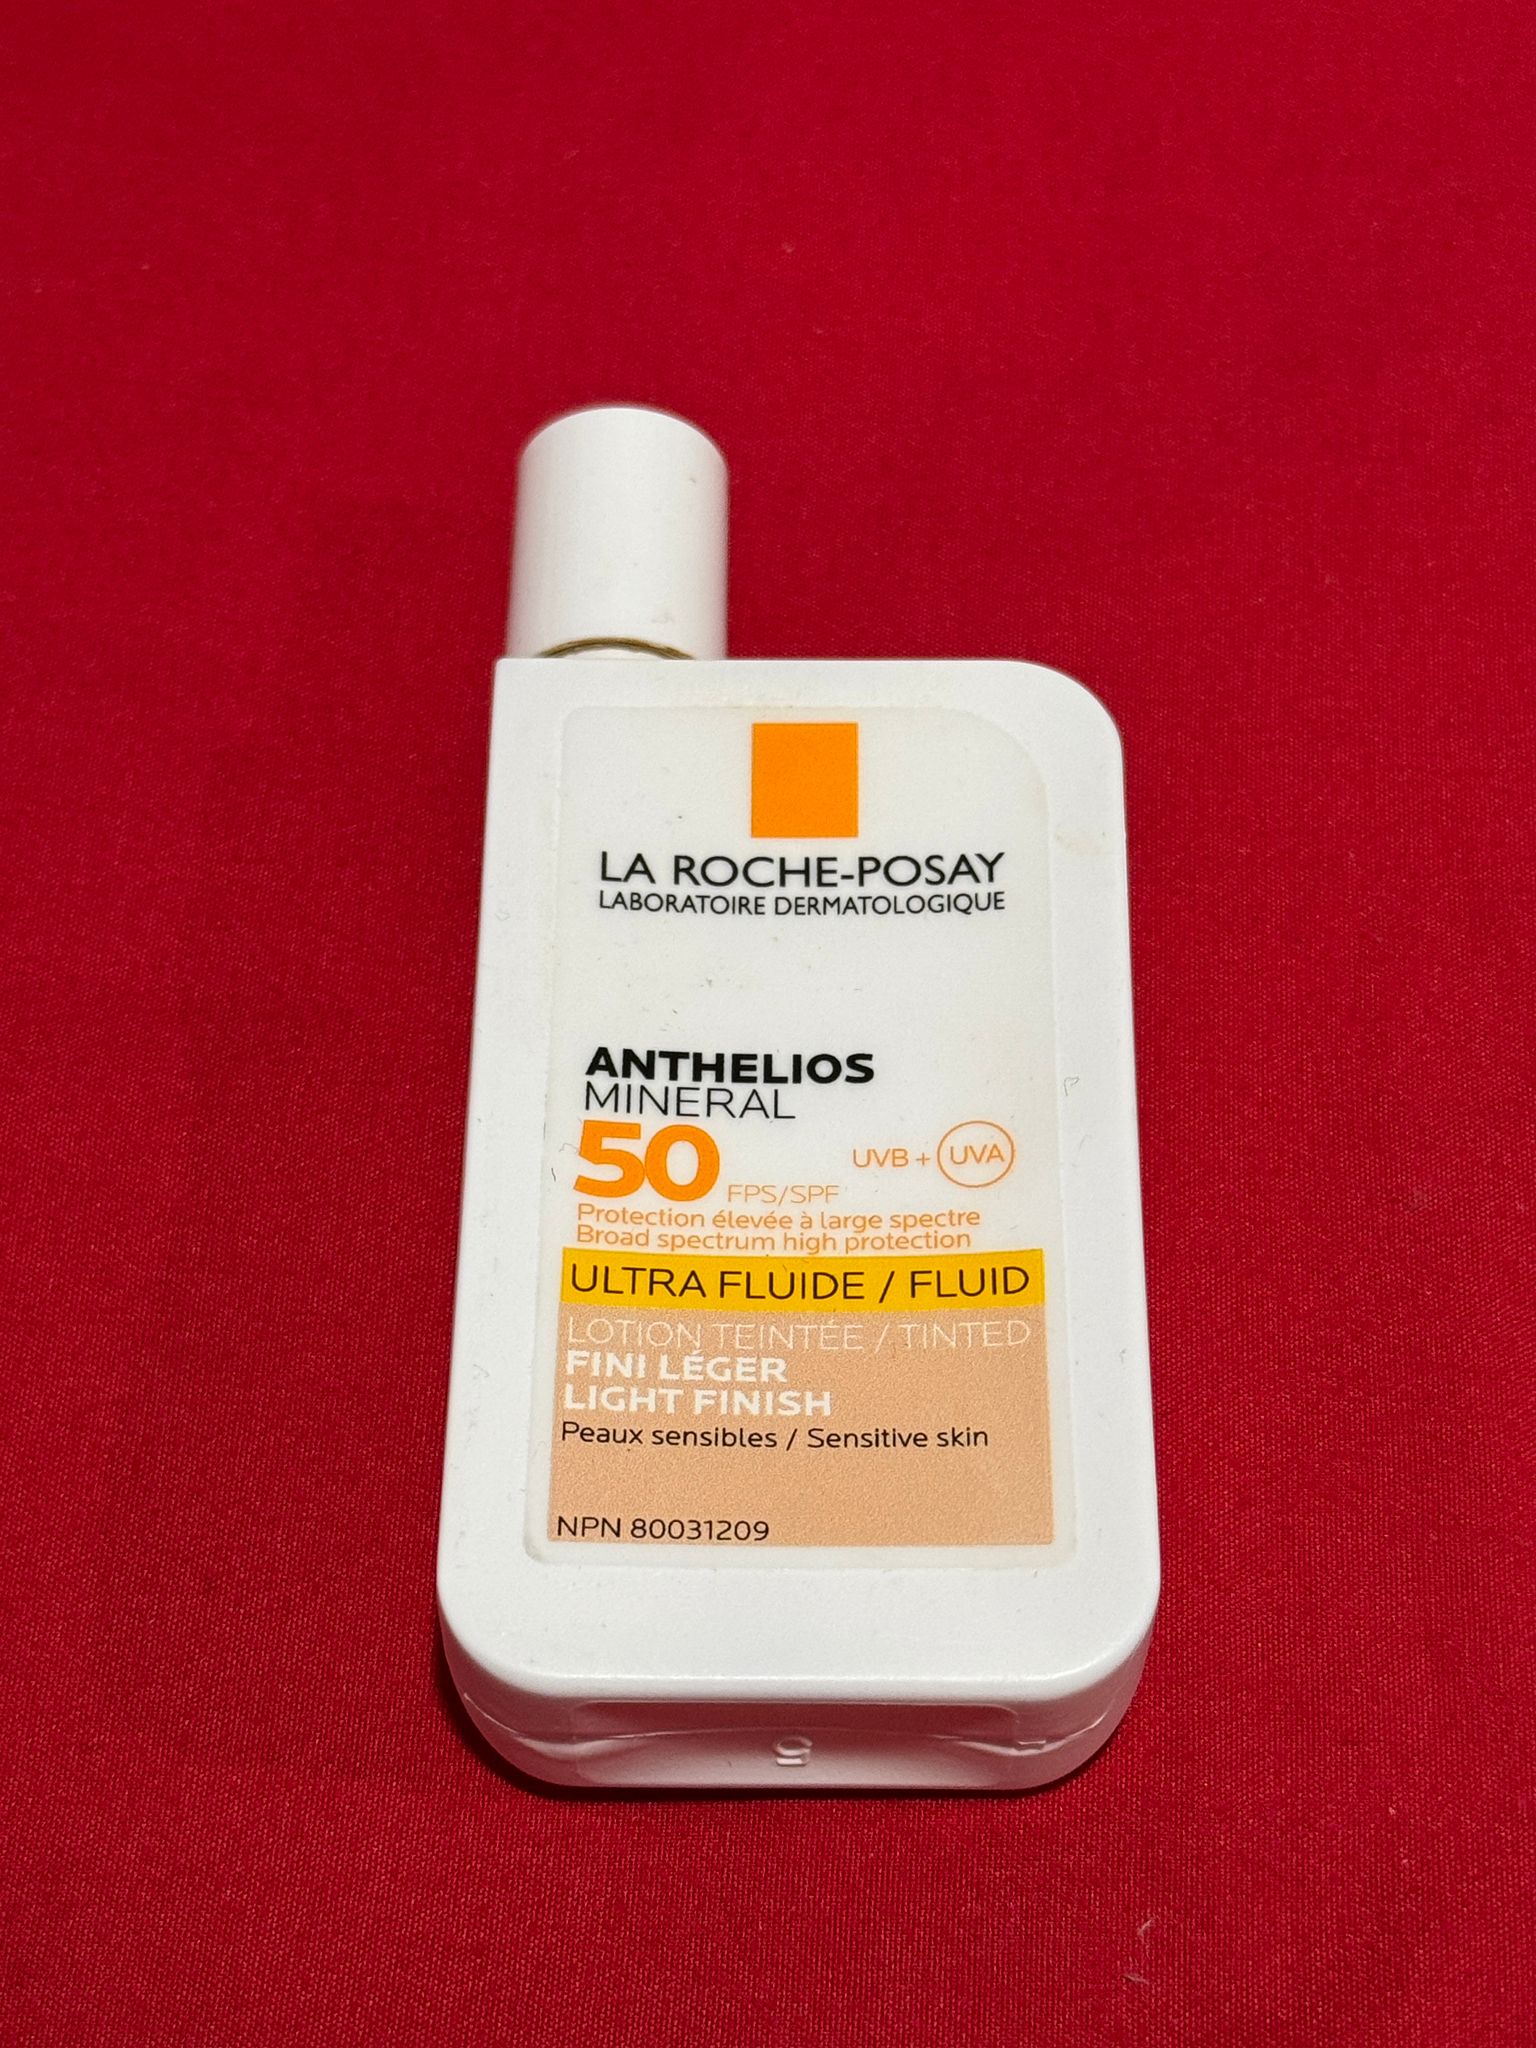 LA ROCHE-POSAY
LABORATOIRE DERMATOLOGIQUE
ANTHELIOS
MINERAL
50 FPS/SPF UVB + UVA
Protection élevée à large spectre
Broad spectrum high protection
ULTRA FLUIDE / FLUID
LOTION TEINTÉE / TINTED
FINI LÉGER
LIGHT FINISH
Peaux sensibles / Sensitive skin
NPN 80031209